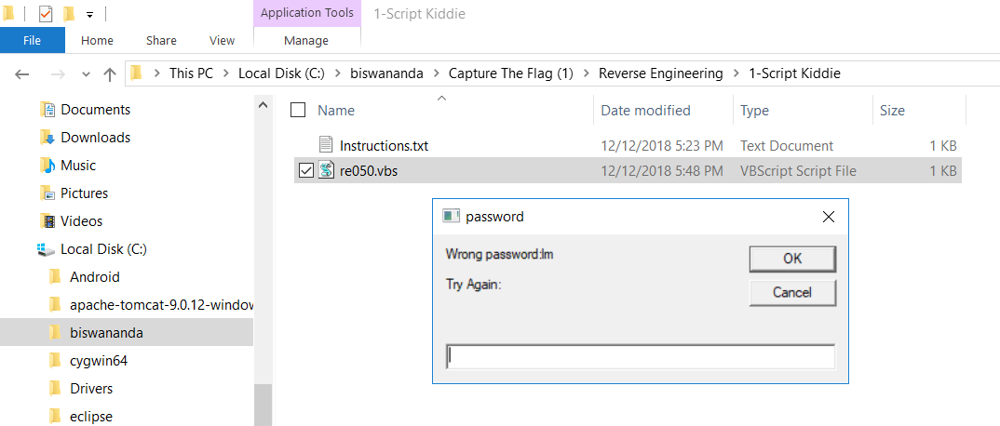 Application Tools 1-Script Kiddie
File Home Share View Manage
This PC Local Disk (C:) biswananda Capture The Flag (1) Reverse Engineering 1-Script Kiddie
Documents
Downloads
Music
Pictures
Videos
Local Disk (C:)
Android
apache-tomcat-9.0.12-window
biswananda
cygwin64
Drivers
eclipse
Name Date modified Type Size
Instructions.txt 12/12/2018 5:23 PM Text Document 1 KB
re050.vbs 12/12/2018 5:48 PM VBScript Script File 1 KB
password
Wrong password:lm
Try Again:
OK
Cancel